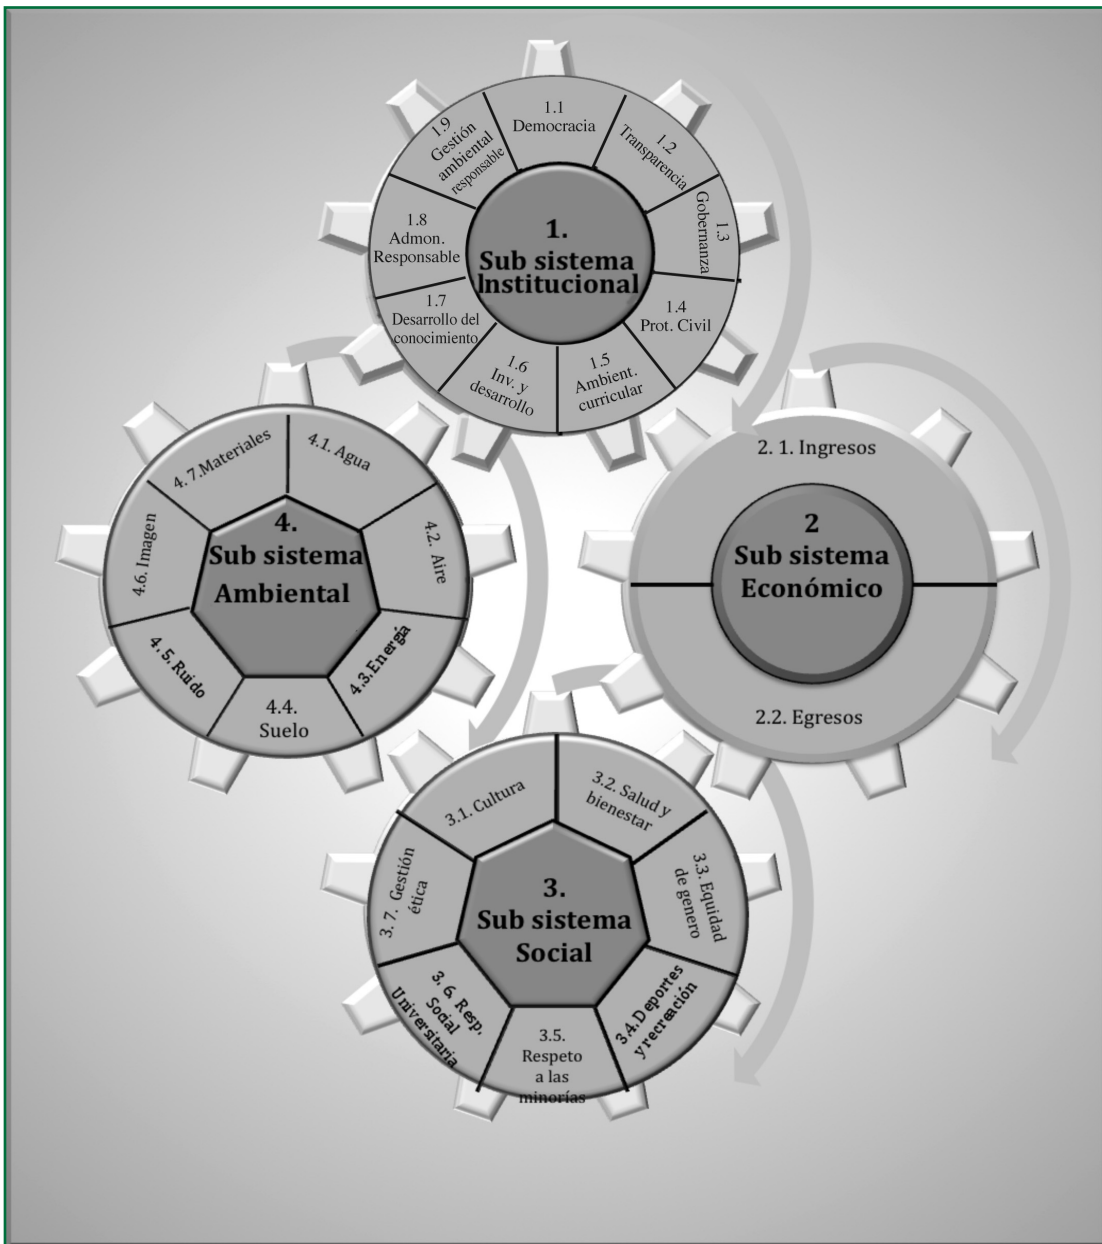 1.
Sub sistema
Institucional
1.1
Democracia
1.2
Transparencia
1.3
Gobernanza
1.4
Prot. Civil
1.5
Ambient.
curricular
1.6
Inv. y
desarrollo
1.7
Desarrollo del
conocimiento
1.8
Admon.
Responsable
1.9
Gestión
ambiental
responsable
2
Sub sistema
Económico
2. 1. Ingresos
2.2. Egresos
3.
Sub sistema
Social
3.1. Cultura
3.2. Salud y
bienestar
3.3. Equidad
de genero
3.4. Deportes
y recreación
3.5.
Respeto
a las
minorías
3. 6. Resp.
Social
Universitaria
3. 7. Gestión
ética
4.
Sub sistema
Ambiental
4.1. Agua
4.2. Aire
4.3. Energía
4.4.
Suelo
4. 5. Ruido
4.6. Imagen
4. 7.Materiales